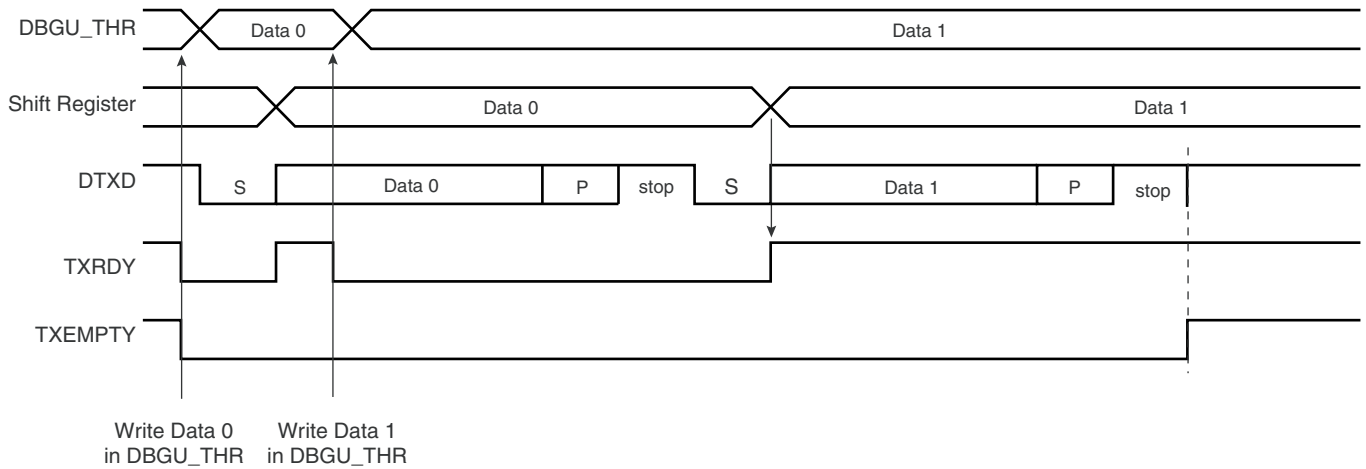 DBGU_THR
Data 0
Data 1
Shift Register
Data 0
Data 1
DTXD
S
Data 0
P
stop
S
Data 1
P
stop
TXRDY
TXEMPTY
Write Data 0
in DBGU_THR
Write Data 1
in DBGU_THR